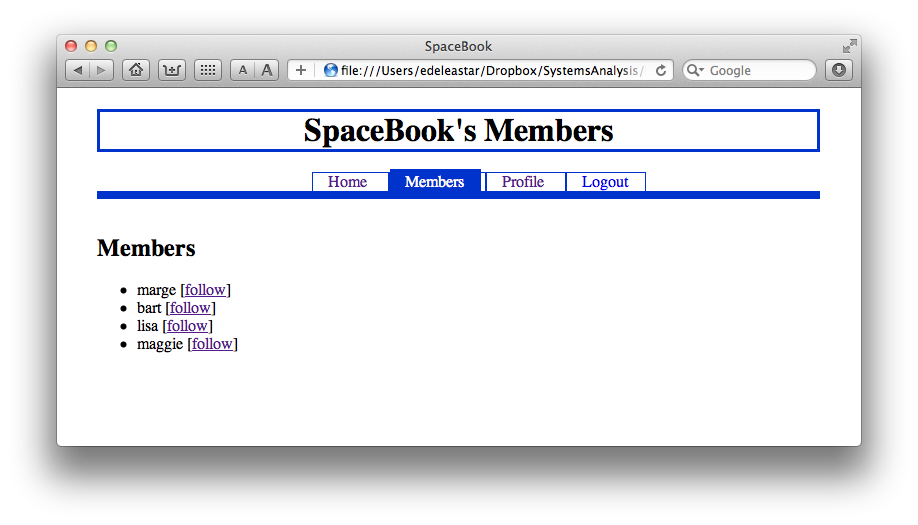 SpaceBook
A A
file:///Users/edeleastar/Dropbox/SystemsAnalysis/
Google
SpaceBook's Members
Home Members Profile Logout
Members
• marge [follow]
• bart [follow]
• lisa [follow]
• maggie [follow]